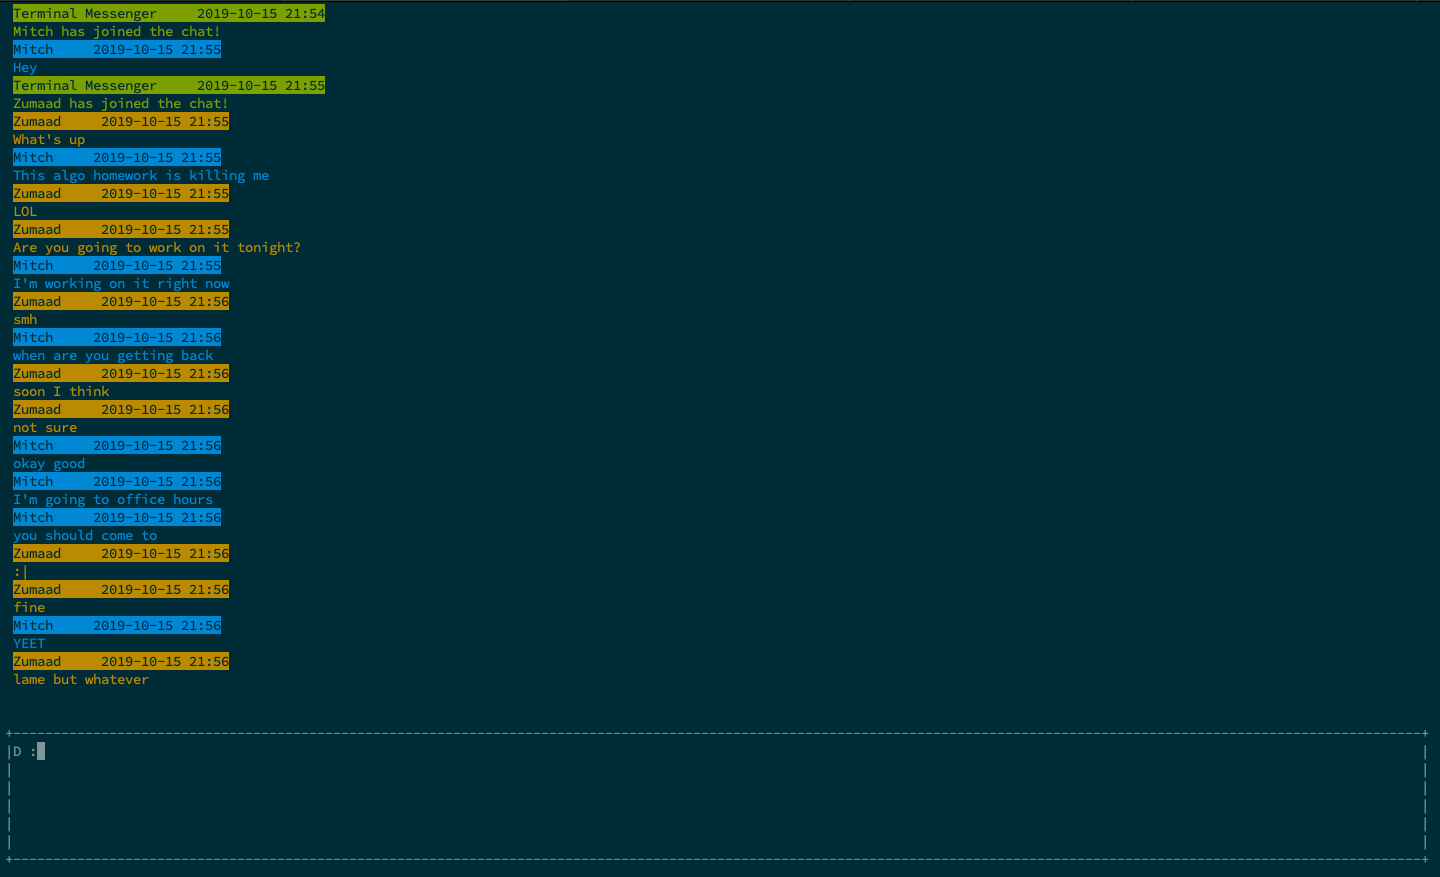 Terminal Messenger     2019-10-15 21:54
Mitch has joined the chat!
Mitch     2019-10-15 21:55
Hey
Terminal Messenger     2019-10-15 21:55
Zumaad has joined the chat!
Zumaad     2019-10-15 21:55
What's up
Mitch     2019-10-15 21:55
This algo homework is killing me
Zumaad     2019-10-15 21:55
LOL
Zumaad     2019-10-15 21:55
Are you going to work on it tonight?
Mitch     2019-10-15 21:55
I'm working on it right now
Zumaad     2019-10-15 21:56
smh
Mitch     2019-10-15 21:56
when are you getting back
Zumaad     2019-10-15 21:56
soon I think
Zumaad     2019-10-15 21:56
not sure
Mitch     2019-10-15 21:56
okay good
Mitch     2019-10-15 21:56
I'm going to office hours
Mitch     2019-10-15 21:56
you should come to
Zumaad     2019-10-15 21:56
:|
Zumaad     2019-10-15 21:56
fine
Mitch     2019-10-15 21:56
YEET
Zumaad     2019-10-15 21:56
lame but whatever
D :